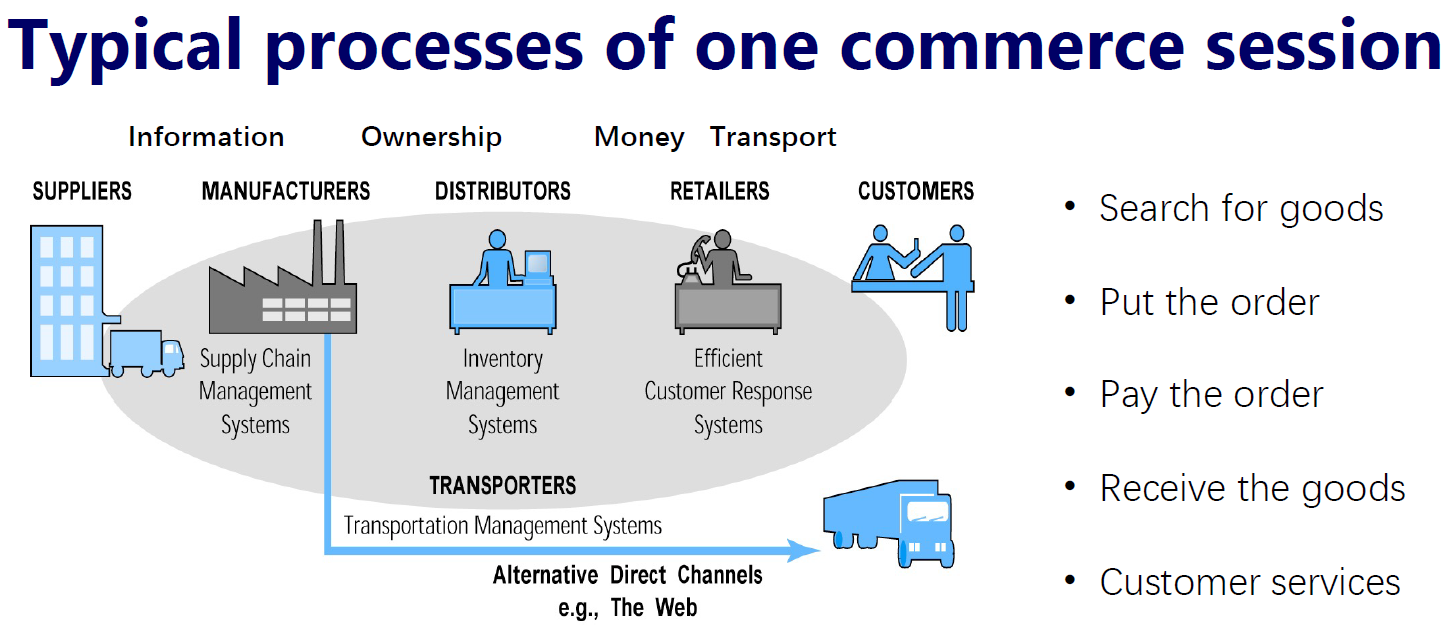 Typical processes of one commerce session
Information Ownership Money Transport
SUPPLIERS MANUFACTURERS DISTRIBUTORS RETAILERS CUSTOMERS
Supply Chain
Management
Systems
Inventory
Management
Systems
Efficient
Customer Response
Systems
TRANSPORTERS
Transportation Management Systems
Alternative Direct Channels
e.g., The Web
• Search for goods
• Put the order
• Pay the order
• Receive the goods
• Customer services